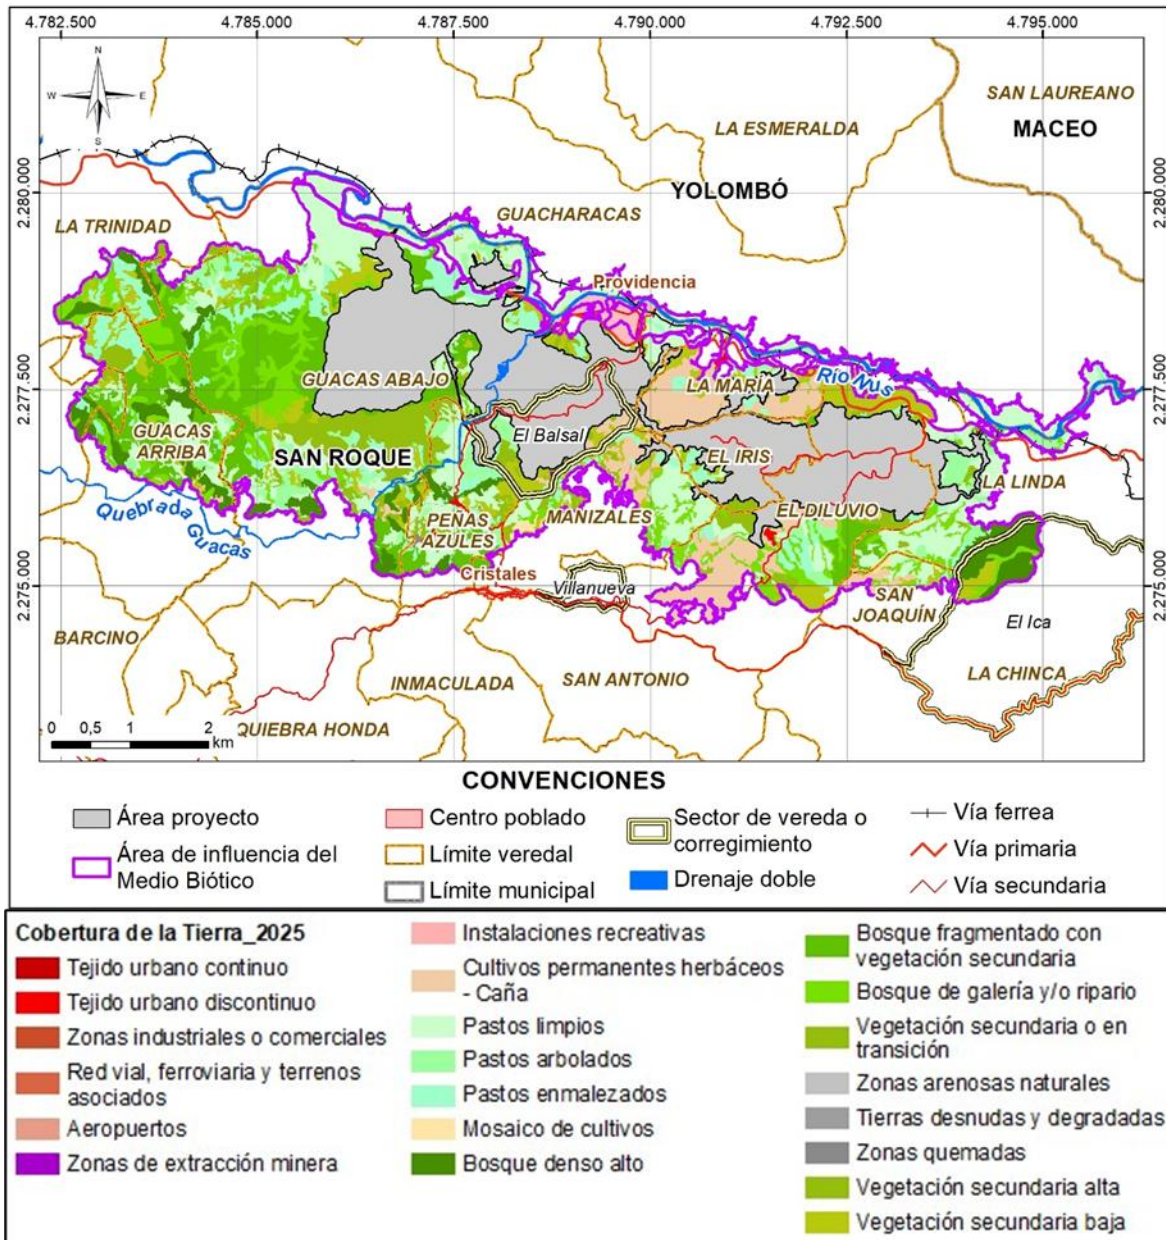 4.782.500
4.785.000
4.787.500
4.790.000
4.792.500
4.795.000
N
W
E
S
SAN LAUREANO
MACEO
LA ESMERALDA
2.280.000
YOLOMBÓ
2.280.000
GUACHARACAS
LA TRINIDAD
Providencia
2.277.500
GUACAS ABAJO
LA MARÍA
Río Nus
2.277.500
GUACAS
ARRIBA
SAN ROQUE
El Balsal
EL IRIS
LA LINDA
Quebrada Guacas
PEÑAS
AZULES
MANIZALES
EL DILUVIO
2.275.000
Cristales
Villanueva
SAN
JOAQUÍN
2.275.000
El Ica
BARCINO
INMACULADA
SAN ANTONIO
LA CHINCA
QUIEBRA HONDA
0 0,5 1 2
km
CONVENCIONES
Área proyecto
Área de influencia del
Medio Biótico
Centro poblado
Límite veredal
Límite municipal
Sector de vereda o
corregimiento
Drenaje doble
Vía ferrea
Vía primaria
Vía secundaria
Cobertura de la Tierra_2025
Tejido urbano continuo
Tejido urbano discontinuo
Zonas industriales o comerciales
Red vial, ferroviaria y terrenos
asociados
Aeropuertos
Zonas de extracción minera
Instalaciones recreativas
Cultivos permanentes herbáceos
- Caña
Pastos limpios
Pastos arbolados
Pastos enmalezados
Mosaico de cultivos
Bosque denso alto
Bosque fragmentado con
vegetación secundaria
Bosque de galería y/o ripario
Vegetación secundaria o en
transición
Zonas arenosas naturales
Tierras desnudas y degradadas
Zonas quemadas
Vegetación secundaria alta
Vegetación secundaria baja